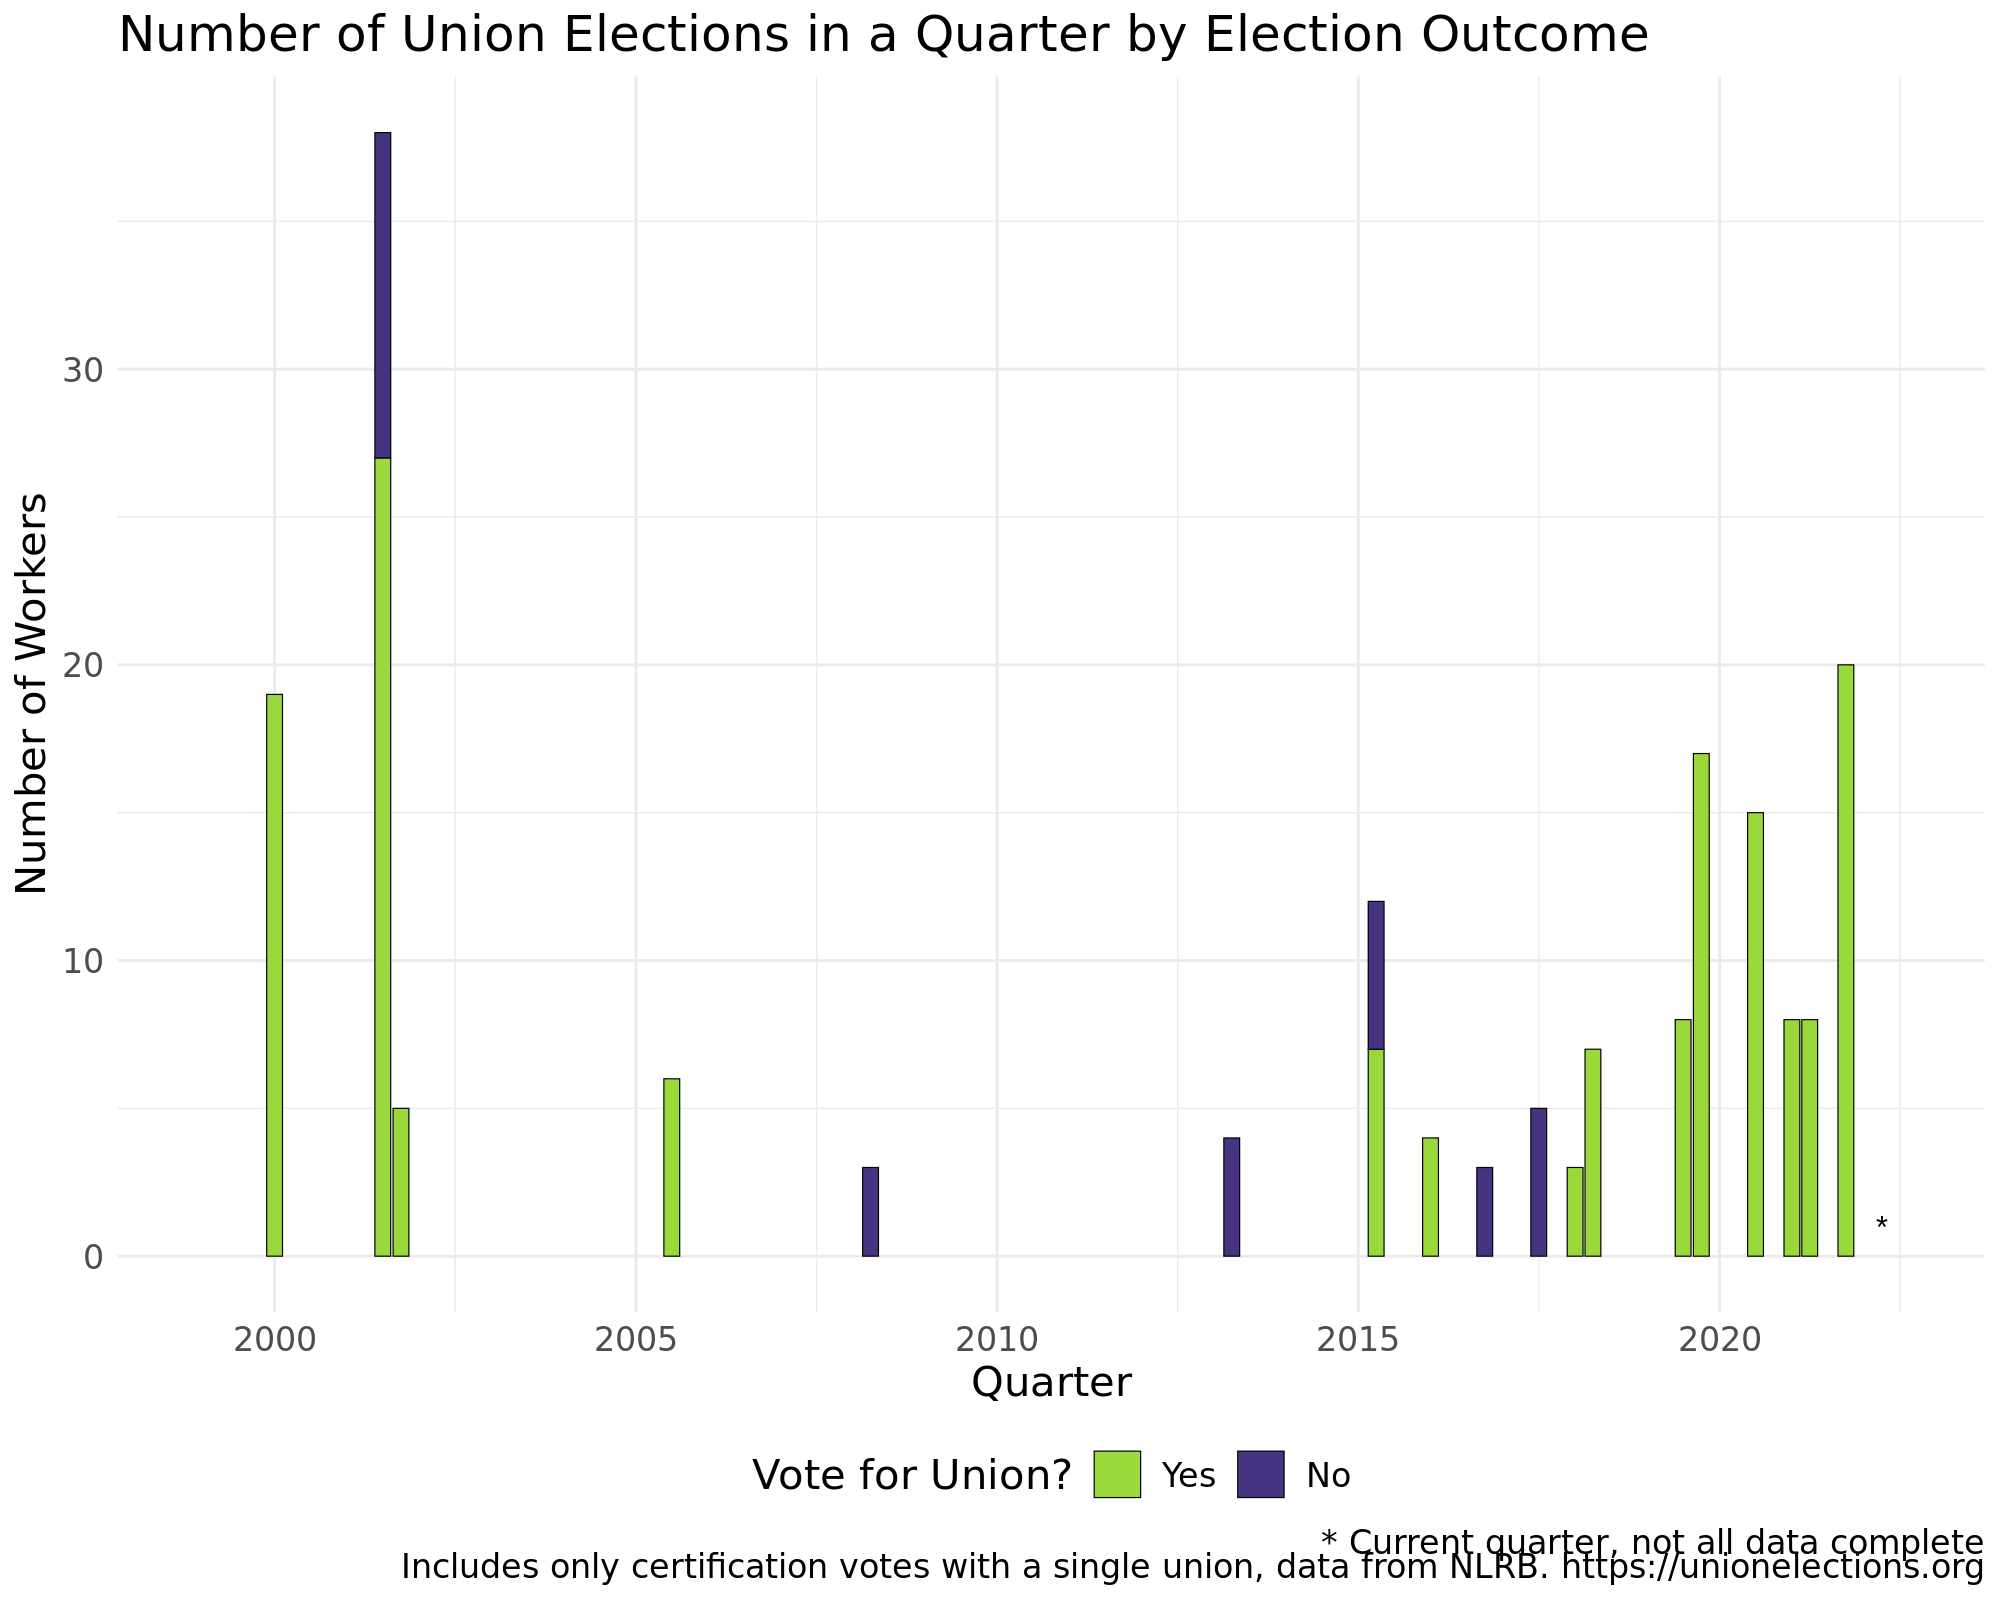 Number of Union Elections in a Quarter by Election Outcome
Number of Workers
30
20
10
0
*
2000 2005 2010 2015 2020
Quarter
Vote for Union? Yes No
* Current quarter, not all data complete
Includes only certification votes with a single union, data from NLRB. https://unionelections.org